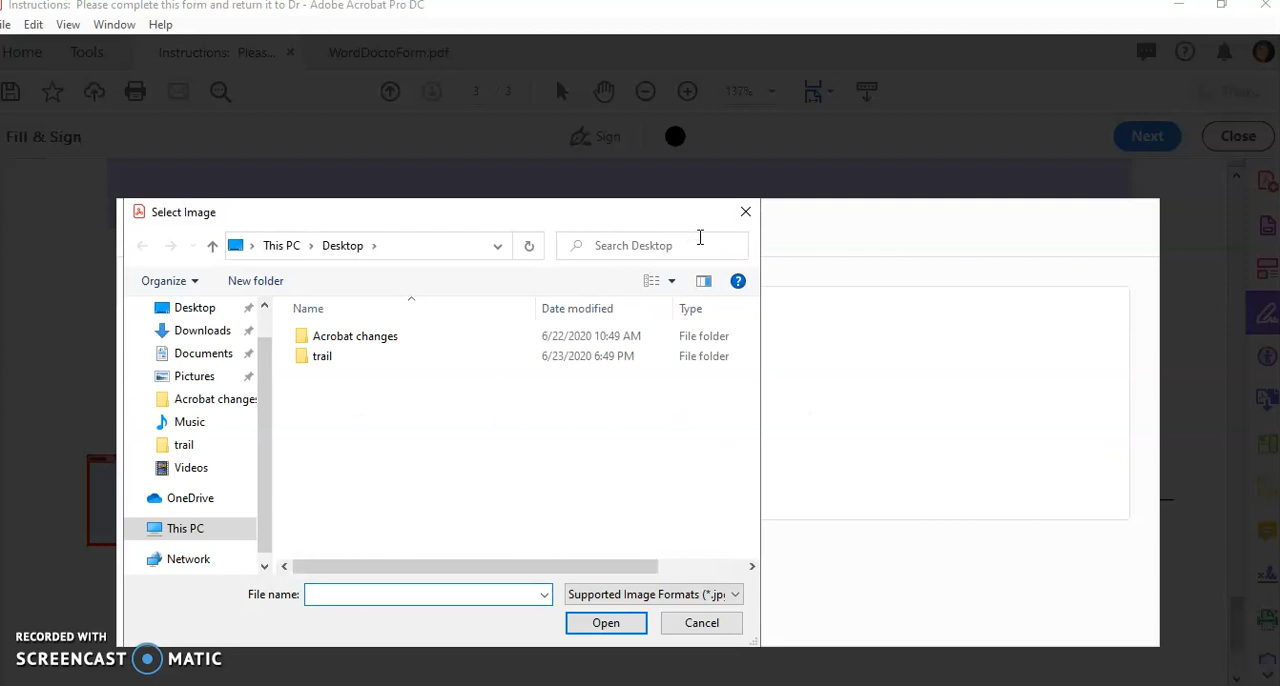 Instructions: Please complete this form and return it to Dr - Adobe Acrobat Pro DC
ile Edit View Window Help
Home Tools Instructions: Pleas... × WordDoctoForm.pdf
3 / 3 137%
Fill & Sign Sign Next Close
Select Image
This PC > Desktop > Search Desktop
Organize New folder
Name Date modified Type
Desktop
Downloads
Documents
Pictures
Acrobat change
Music
trail
Videos
OneDrive
This PC
Network
Acrobat changes 6/22/2020 10:49 AM File folder
trail 6/23/2020 6:49 PM File folder
File name: Supported Image Formats (*.jp
Open Cancel
RECORDED WITH
SCREENCAST MATIC